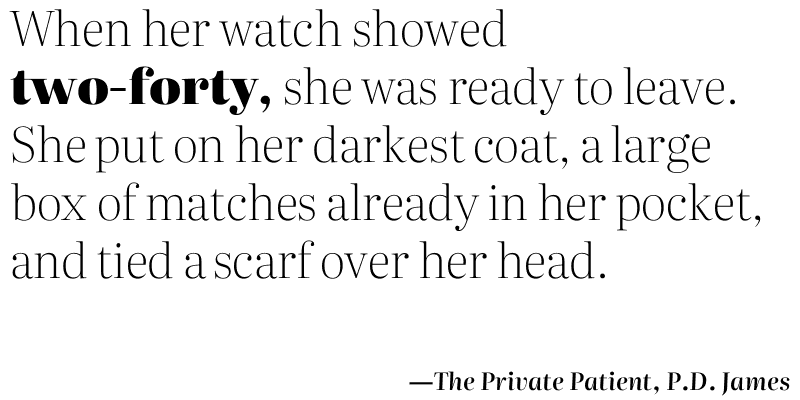 When her watch showed
two-forty, she was ready to leave.
She put on her darkest coat, a large
box of matches already in her pocket,
and tied a scarf over her head.
—The Private Patient, P.D. James